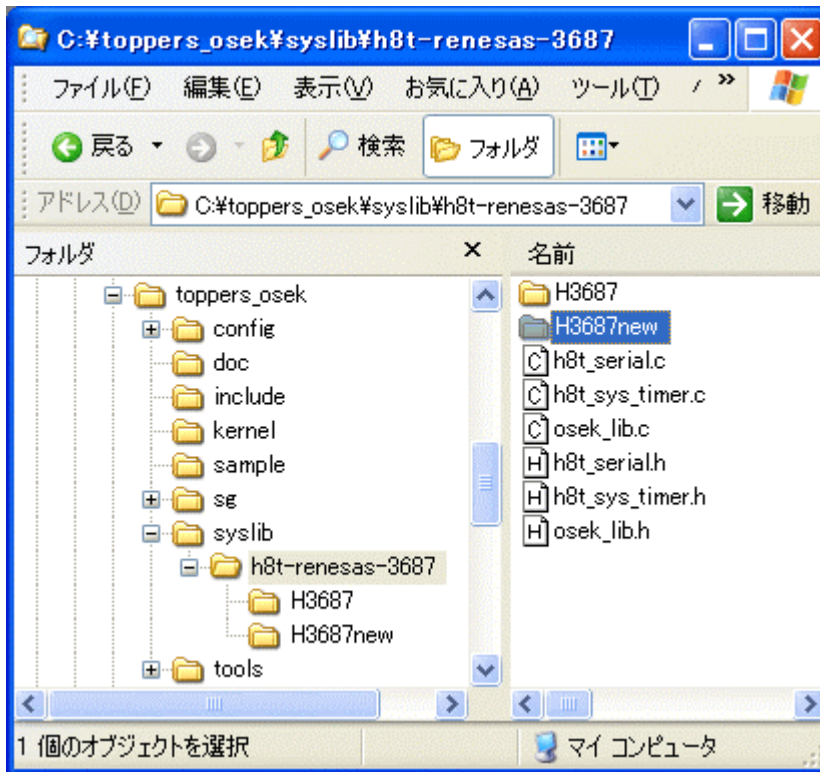 C:¥toppers_osek¥syslib¥h8t-renesas-3687
ファイル(F) 編集(E) 表示(V) お気に入り(A) ツール(T) »
戻る 検索 フォルダ
アドレス(D) C:¥toppers_osek¥syslib¥h8t-renesas-3687 移動
フォルダ × 名前
toppers_osek H3687
config H3687new
doc h8t_serial.c
include h8t_sys_timer.c
kernel osek_lib.c
sample h8t_serial.h
sg h8t_sys_timer.h
syslib osek_lib.h
h8t-renesas-3687
H3687
H3687new
tools
1 個のオブジェクトを選択 マイ コンピュータ